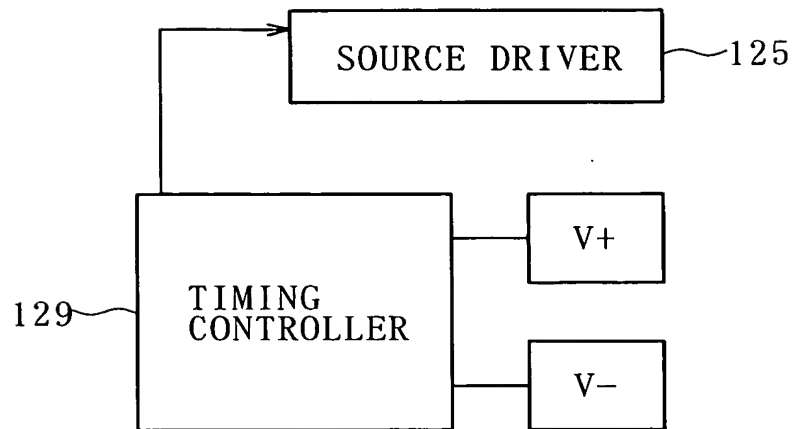 SOURCE DRIVER
125
V+
129
TIMING
CONTROLLER
V−